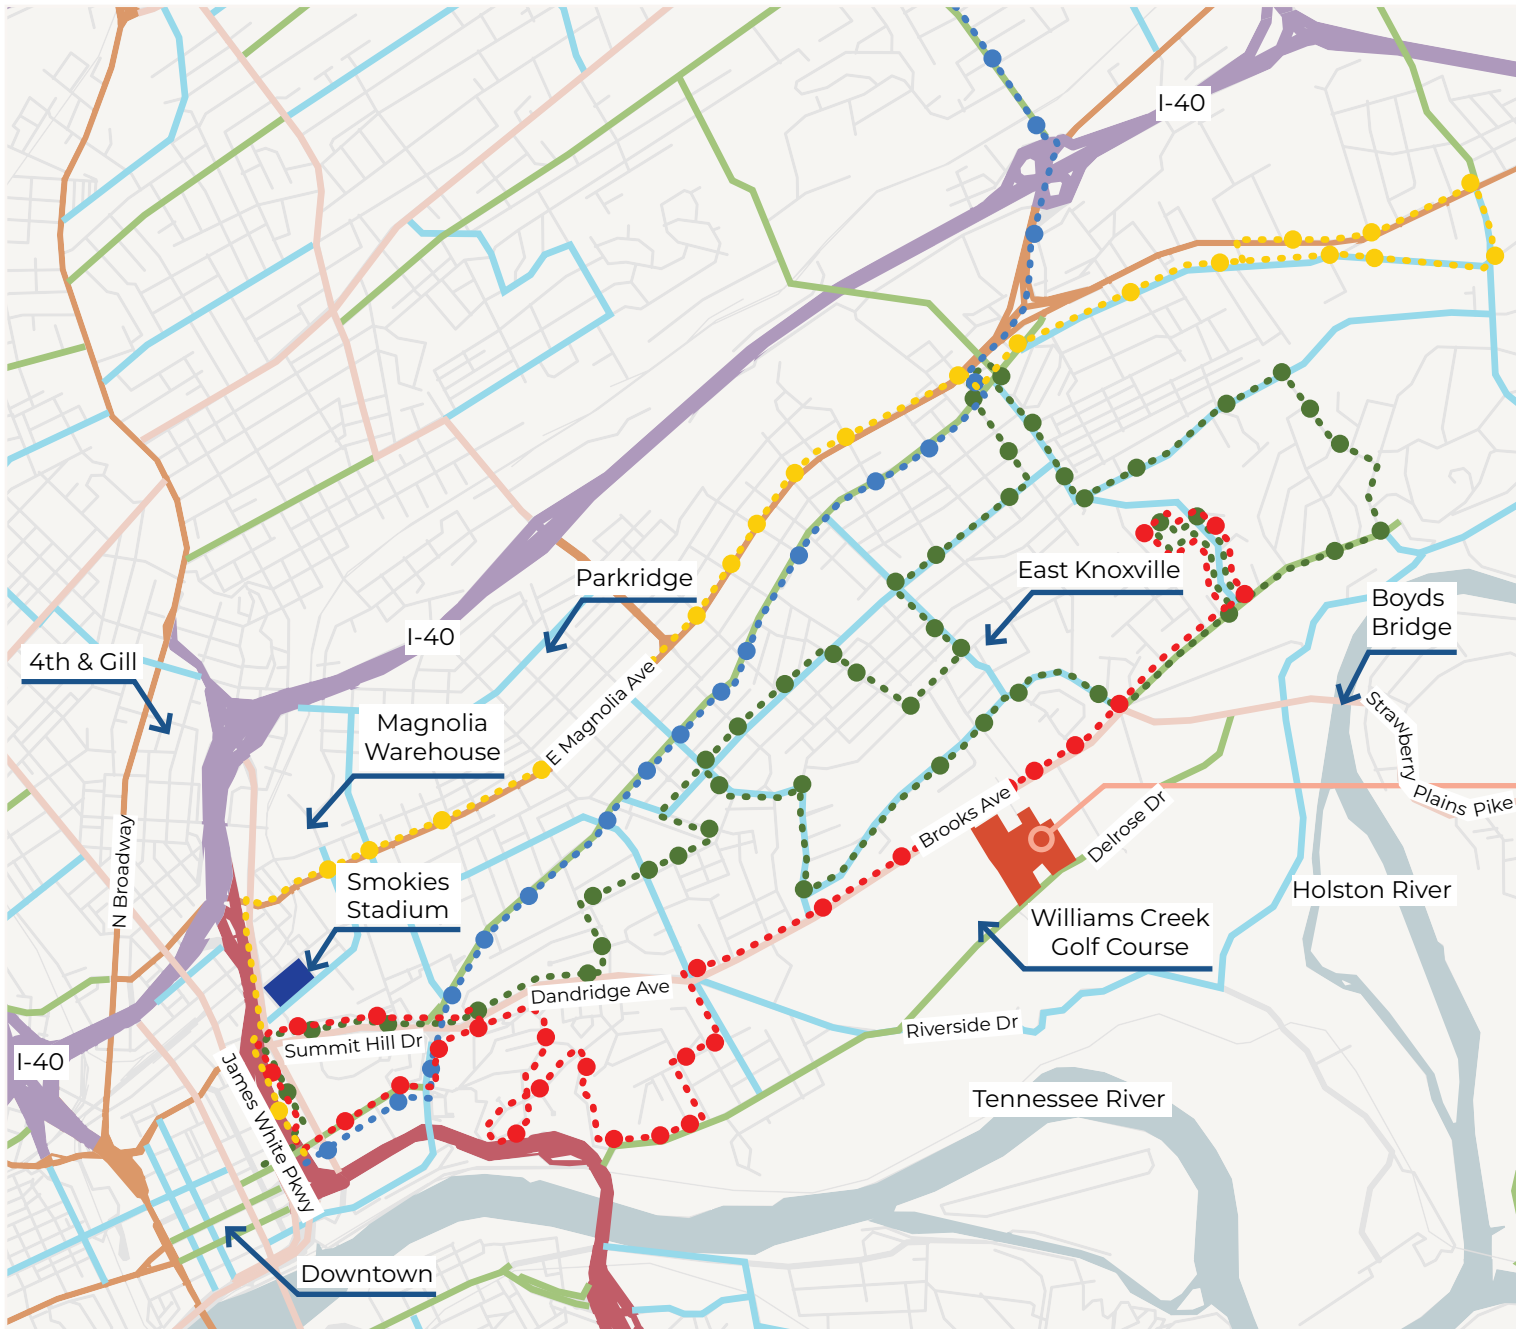 I-40
Parkridge
East Knoxville
Boyds
Bridge
I-40
4th & Gill
Magnolia
Warehouse
E Magnolia Ave
Strawberry
Plains Pike
Brooks Ave
Delrose Dr
N Broadway
Smokies
Stadium
Holston River
Williams Creek
Golf Course
Dandridge Ave
Riverside Dr
Summit Hill Dr
I-40
James White Pkwy
Tennessee River
Downtown